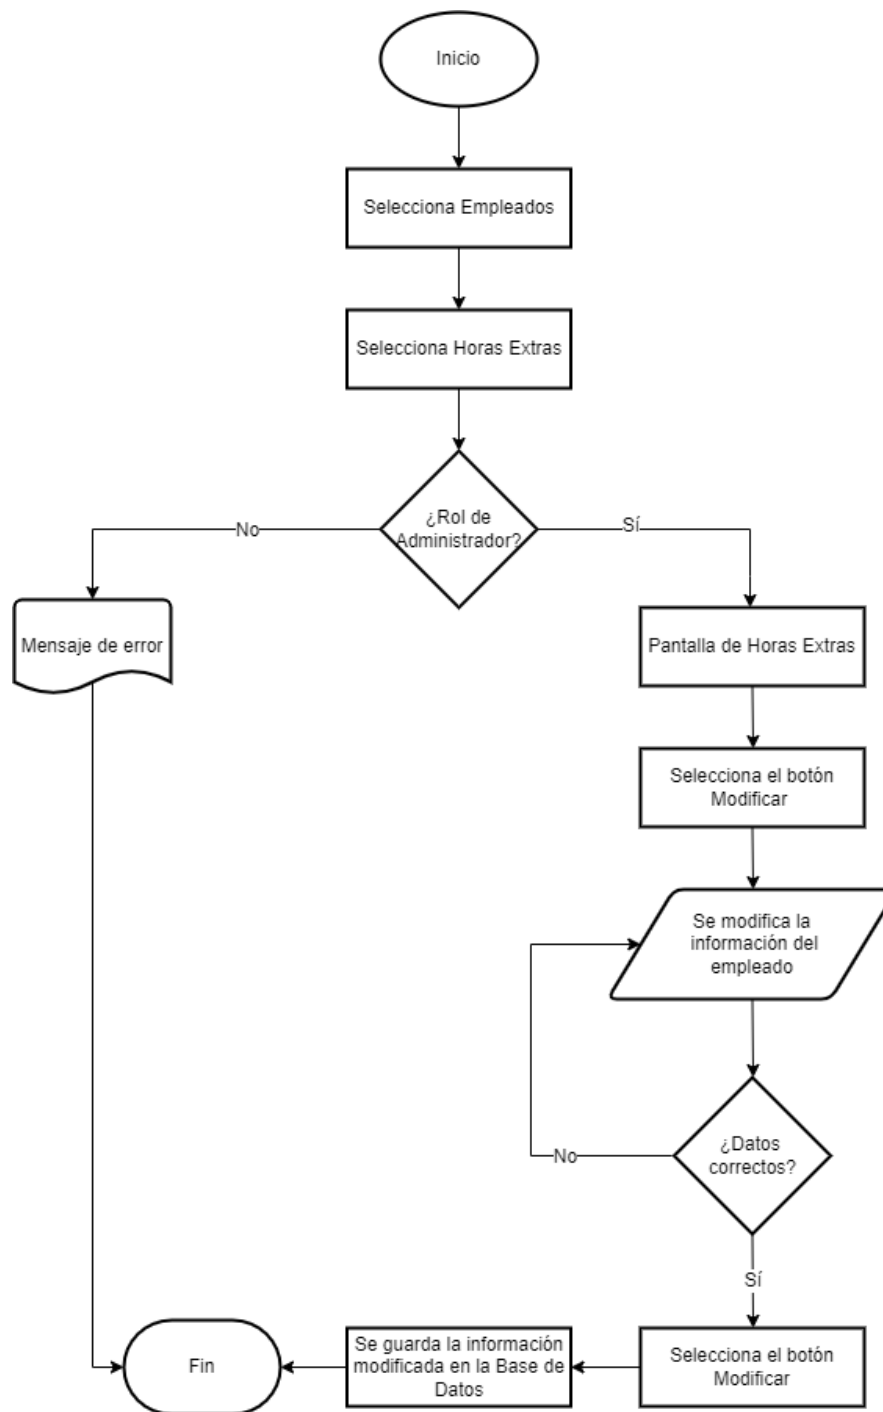 Inicio
Selecciona Empleados
Selecciona Horas Extras
¿Rol de
Administrador?
No
Sí
Mensaje de error
Pantalla de Horas Extras
Selecciona el botón
Modificar
Se modifica la
información del
empleado
¿Datos
correctos?
No
Sí
Selecciona el botón
Modificar
Se guarda la información
modificada en la Base de
Datos
Fin